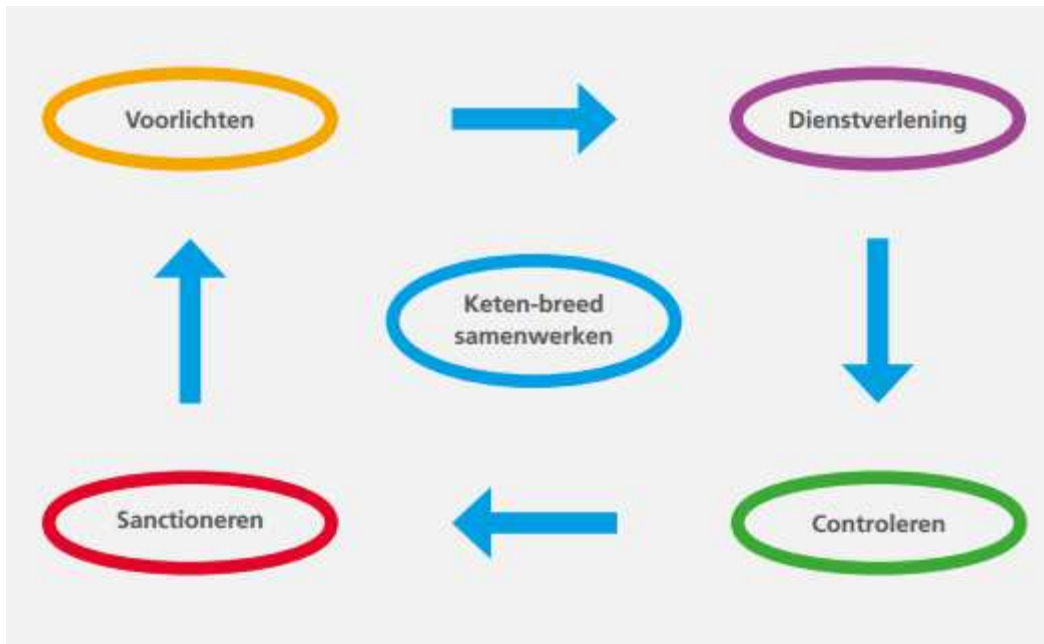 Voorlichten
Dienstverlening
Keten-breed
samenwerken
Sanctioneren
Controleren